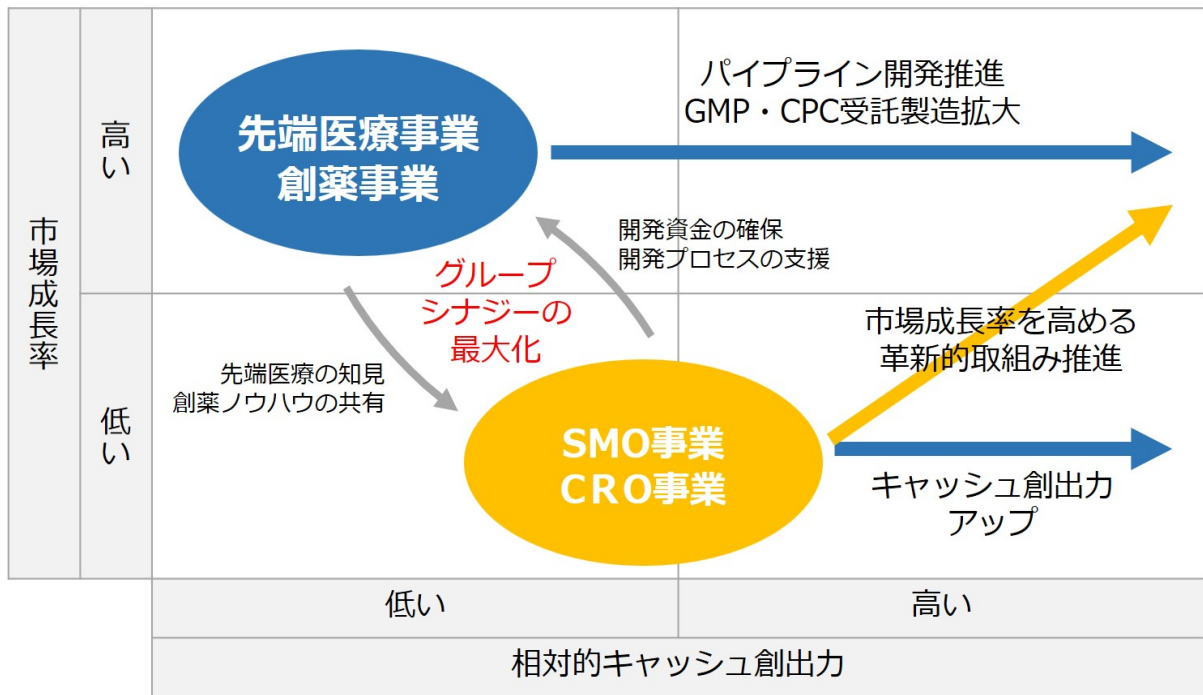 市場成長率
高い
低い
先端医療事業
創薬事業
パイプライン開発推進
GMP・CPC受託製造拡大
開発資金の確保
開発プロセスの支援
グループ
シナジーの
最大化
先端医療の知見
創薬ノウハウの共有
市場成長率を高める
革新的取組み推進
SMO事業
ＣＲＯ事業
キャッシュ創出力
アップ
低い
高い
相対的キャッシュ創出力